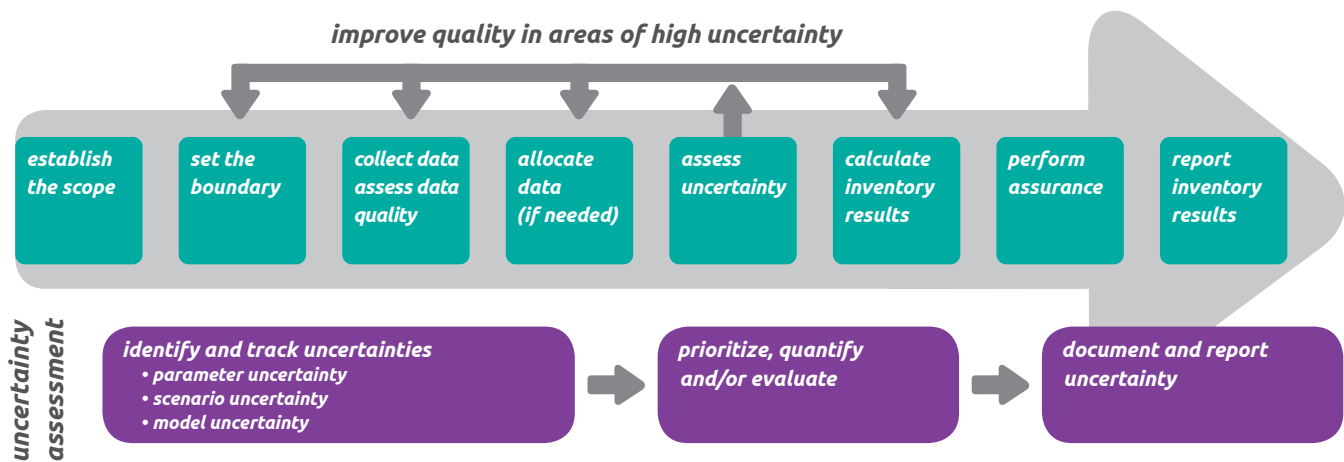 improve quality in areas of high uncertainty
establish
the scope
set the
boundary
collect data
assess data
quality
allocate
data
(if needed)
assess
uncertainty
calculate
inventory
results
perform
assurance
report
inventory
results
uncertainty
assessment
identify and track uncertainties
• parameter uncertainty
• scenario uncertainty
• model uncertainty
prioritize, quantify
and/or evaluate
document and report
uncertainty